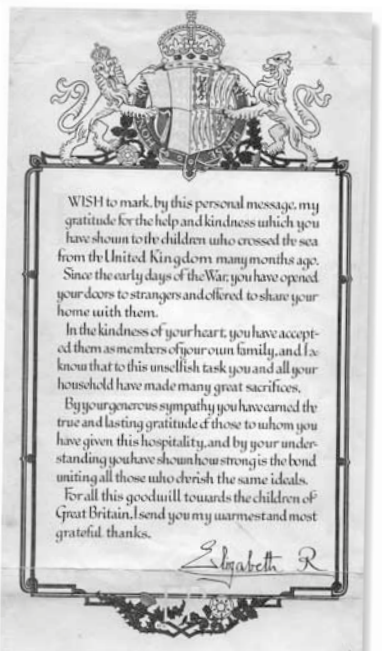 WISH to mark, by this personal message, my
gratitude for the help and kindness which you
have shown to the children who crossed the sea
from the United Kingdom many months ago.
Since the early days of the War, you have opened
your doors to strangers and offered to share your
home with them.
In the kindness of your heart, you have accept-
ed them as members of your own family, and I
know that to this unselfish task you and all your
household have made many great sacrifices.
By your generous sympathy you have earned the
true and lasting gratitude of those to whom you
have given this hospitality, and by your under-
standing you have shown how strong is the bond
uniting all those who cherish the same ideals.
For all this goodwill towards the children of
Great Britain, I send you my warmest and most
grateful thanks.
Elizabeth R